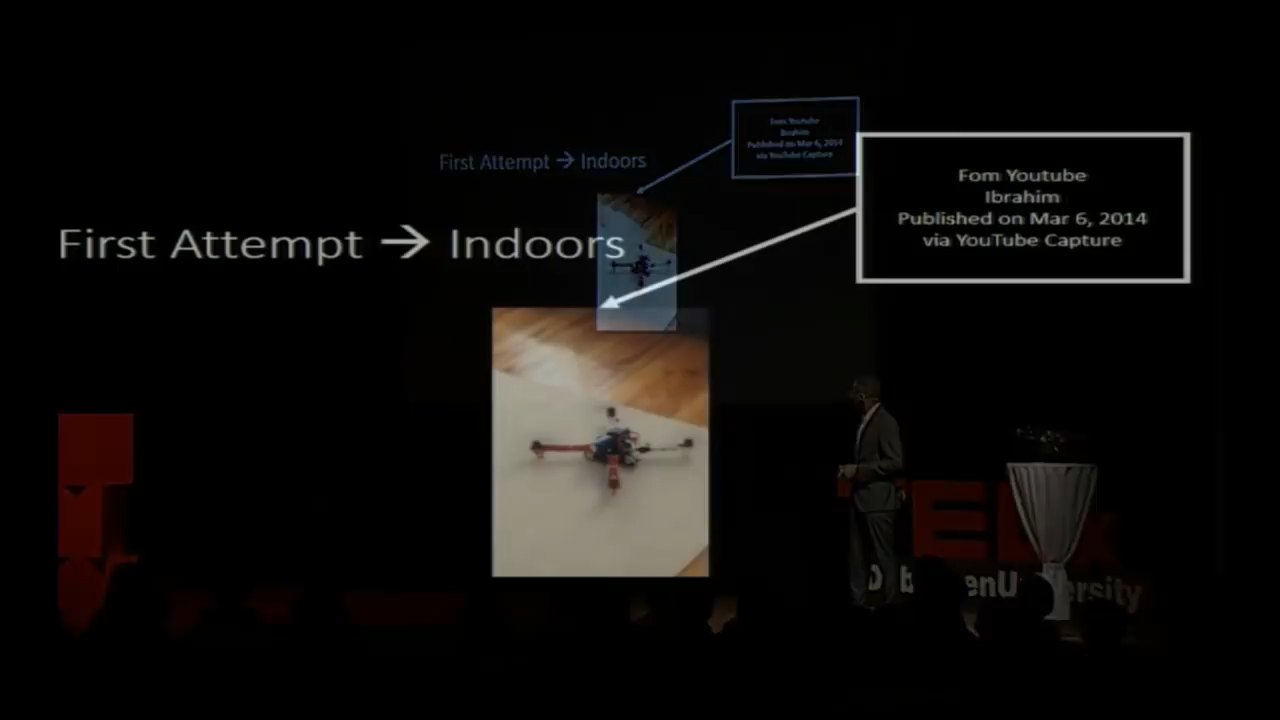 First Attempt → Indoors
Fom Youtube
Ibrahim
Published on Mar 6, 2014
via YouTube Capture
First Attempt → Indoors
Fom Youtube
Ibrahim
Published on Mar 6, 2014
via YouTube Capture